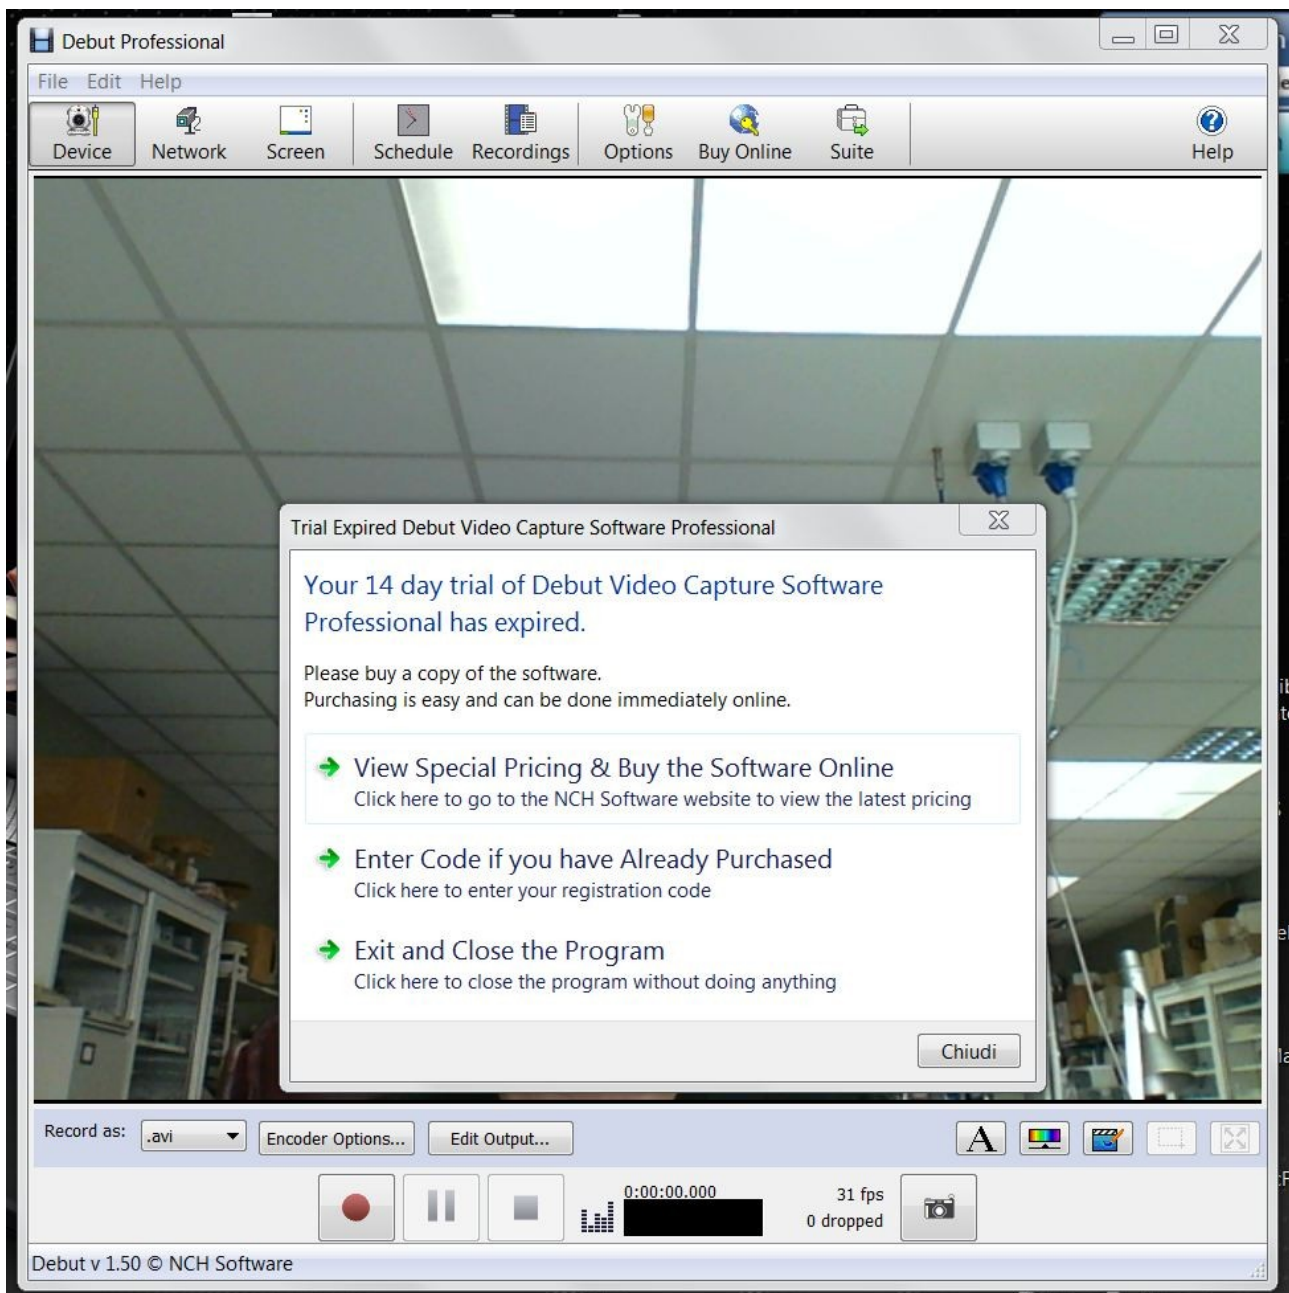 Debut Professional
File Edit Help
Device Network Screen Schedule Recordings Options Buy Online Suite Help
Trial Expired Debut Video Capture Software Professional
Your 14 day trial of Debut Video Capture Software
Professional has expired.
Please buy a copy of the software.
Purchasing is easy and can be done immediately online.
View Special Pricing & Buy the Software Online
Click here to go to the NCH Software website to view the latest pricing
Enter Code if you have Already Purchased
Click here to enter your registration code
Exit and Close the Program
Click here to close the program without doing anything
Chiudi
Record as: .avi Encoder Options... Edit Output... A
0:00:00.000 31 fps
0 dropped
Debut v 1.50 © NCH Software